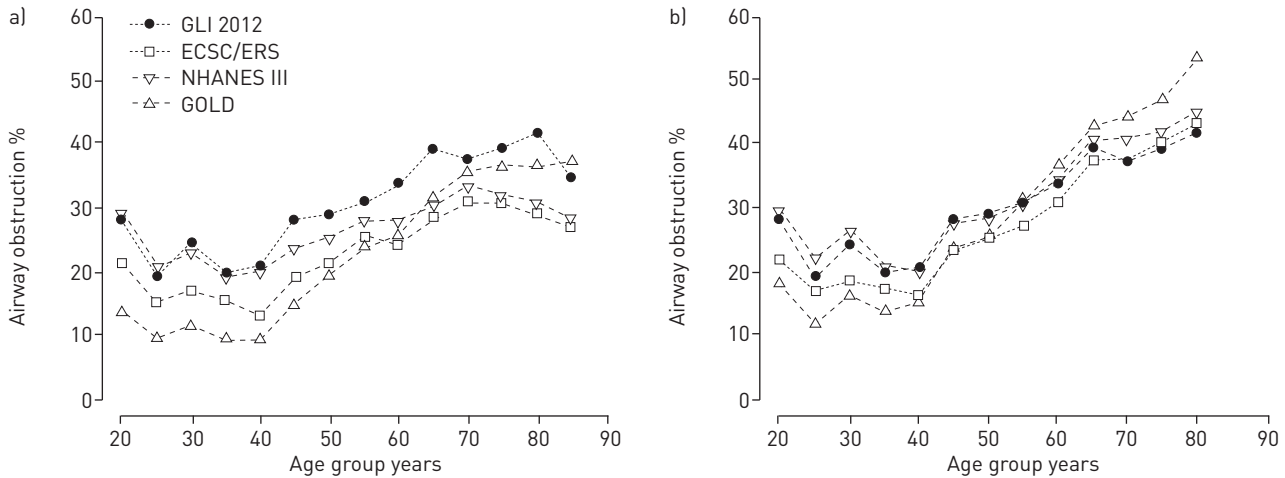 a)
60
50
40
30
20
10
0
Airway obstruction %
GLI 2012
ECSC/ERS
NHANES III
GOLD
20 30 40 50 60 70 80 90
Age group years
b)
60
50
40
30
20
10
0
Airway obstruction %
20 30 40 50 60 70 80 90
Age group years